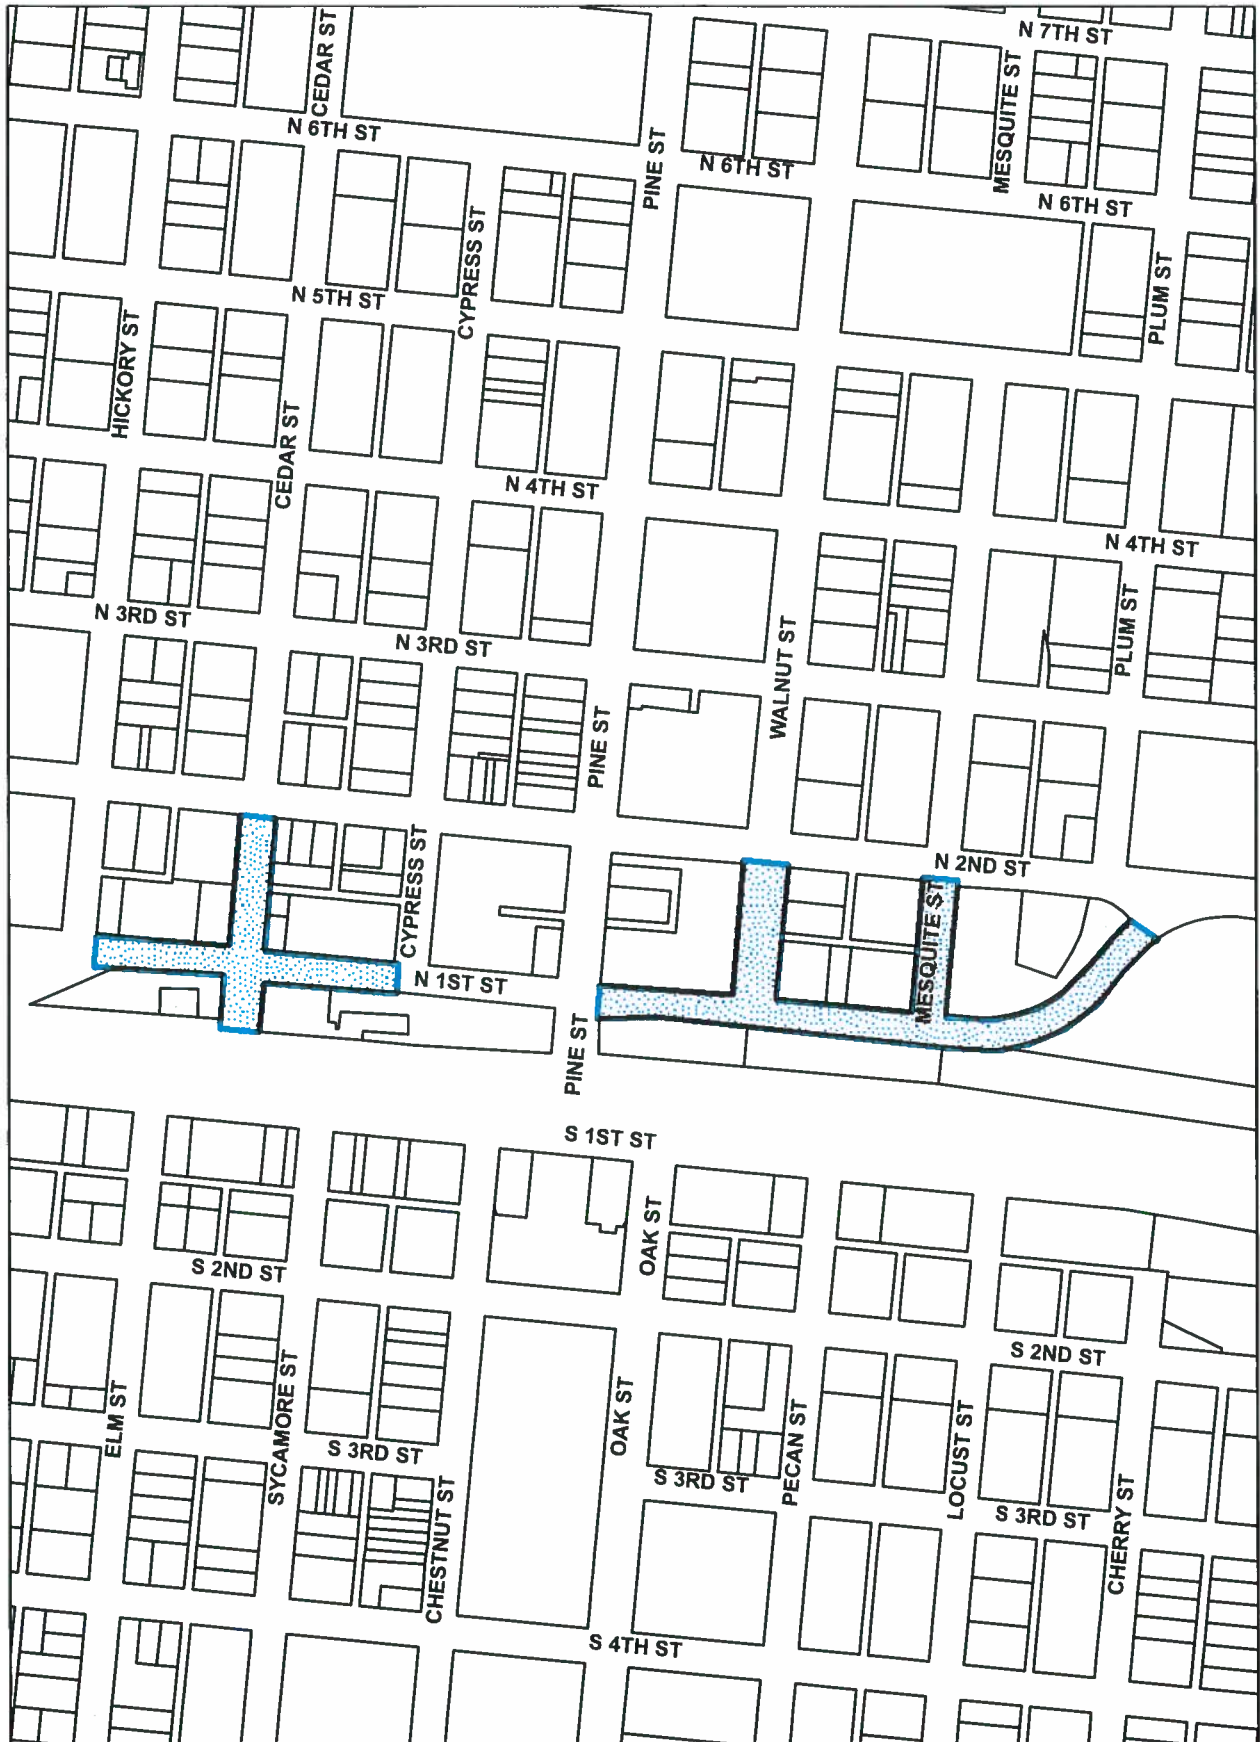 N 7TH ST
CEDAR ST
MESQUITE ST
N 6TH ST
PINE ST
N 6TH ST
N 6TH ST
CYPRESS ST
PLUM ST
N 5TH ST
HICKORY ST
CEDAR ST
N 4TH ST
N 4TH ST
N 3RD ST
N 3RD ST
PLUM ST
WALNUT ST
PINE ST
CYPRESS ST
N 2ND ST
MESQUITE ST
N 1ST ST
PINE ST
S 1ST ST
OAK ST
S 2ND ST
S 2ND ST
ELM ST
SYCAMORE ST
OAK ST
PECAN ST
LOCUST ST
S 3RD ST
S 3RD ST
S 3RD ST
CHESTNUT ST
CHERRY ST
S 4TH ST